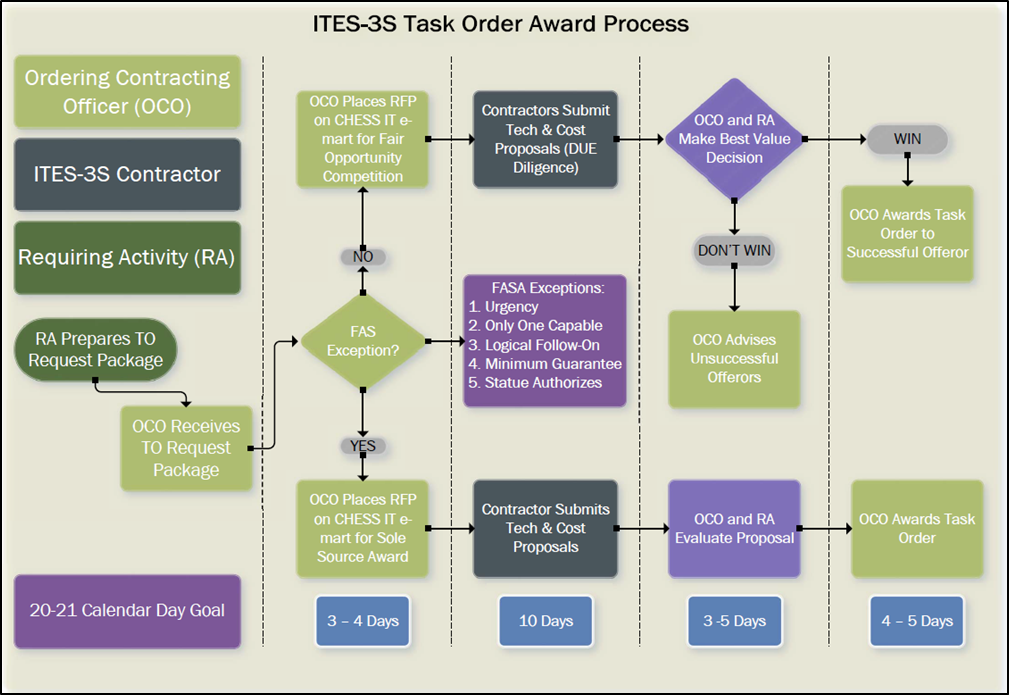 ITES-3S Task Order Award Process
Ordering Contracting
Officer (OCO)
ITES-3S Contractor
Requiring Activity (RA)
RA Prepares TO
Request Package
OCO Receives
TO Request
Package
20-21 Calendar Day Goal
OCO Places RFP
on CHESS IT e-
mart for Fair
Opportunity
Competition
NO
FAS
Exception?
YES
OCO Places RFP
on CHESS IT e-
mart for Sole
Source Award
3 – 4 Days
Contractors Submit
Tech & Cost
Proposals (DUE
Diligence)
FASA Exceptions:
1. Urgency
2. Only One Capable
3. Logical Follow-On
4. Minimum Guarantee
5. Statue Authorizes
Contractor Submits
Tech & Cost
Proposals
10 Days
OCO and RA
Make Best Value
Decision
DON'T WIN
OCO Advises
Unsuccessful
Offerors
OCO and RA
Evaluate Proposal
3 -5 Days
WIN
OCO Awards Task
Order to
Successful Offeror
OCO Awards Task
Order
4 – 5 Days